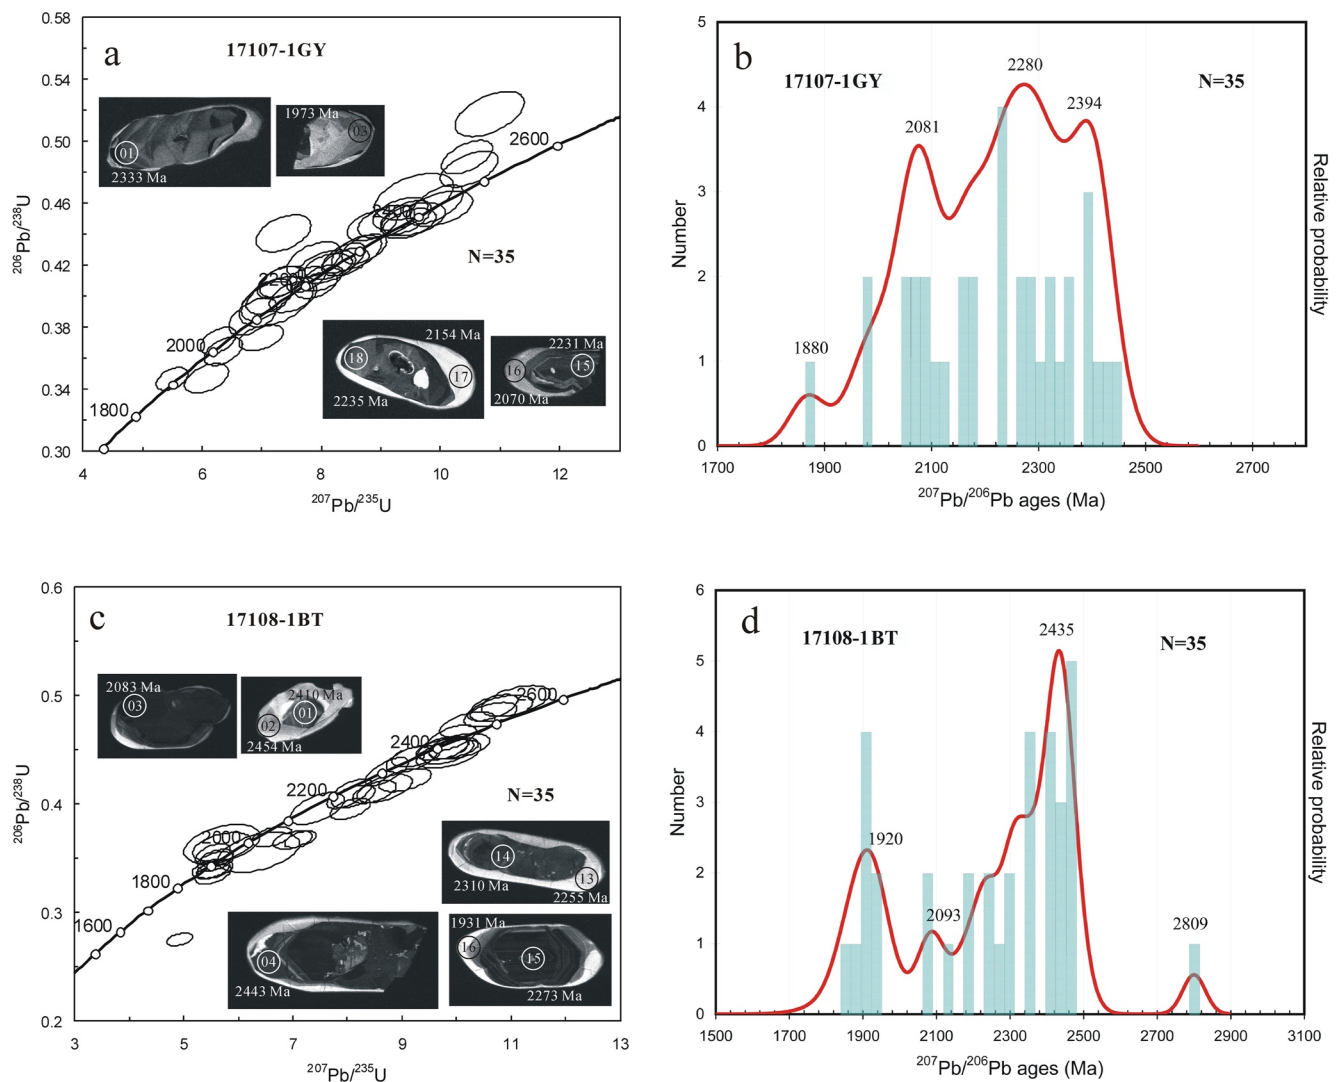 a
17107-1GY
0.58
0.54
0.50
0.46
0.42
0.38
0.34
0.30
206Pb/238U
4
6
8
10
12
207Pb/235U
1800
2000
2200
2400
2600
N=35
01
2333 Ma
1973 Ma
03
18
2235 Ma
2154 Ma
17
16
2070 Ma
2231 Ma
15
b
17107-1GY
N=35
5
4
3
2
1
0
Number
Relative probability
1880
2081
2280
2394
1700
1900
2100
2300
2500
2700
207Pb/206Pb ages (Ma)
c
17108-1BT
0.6
0.5
0.4
0.3
0.2
206Pb/238U
3
5
7
9
11
13
207Pb/235U
1600
1800
2000
2200
2400
2600
N=35
2083 Ma
03
2410 Ma
01
02
2454 Ma
14
2310 Ma
13
2255 Ma
04
2443 Ma
1931 Ma
16
15
2273 Ma
d
17108-1BT
N=35
6
5
4
3
2
1
0
Number
Relative probability
1920
2093
2435
2809
1500
1700
1900
2100
2300
2500
2700
2900
3100
207Pb/206Pb ages (Ma)